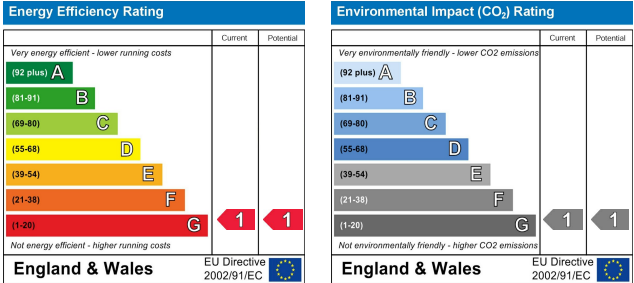 Energy Efficiency Rating
Current Potential
Very energy efficient - lower running costs
(92 plus) A
(81-91) B
(69-80) C
(55-68) D
(39-54) E
(21-38) F
(1-20) G
1 1
Not energy efficient - higher running costs
England & Wales
EU Directive
2002/91/EC
Environmental Impact (CO₂) Rating
Current Potential
Very environmentally friendly - lower CO2 emissions
(92 plus) A
(81-91) B
(69-80) C
(55-68) D
(39-54) E
(21-38) F
(1-20) G
1 1
Not environmentally friendly - higher CO2 emissions
England & Wales
EU Directive
2002/91/EC